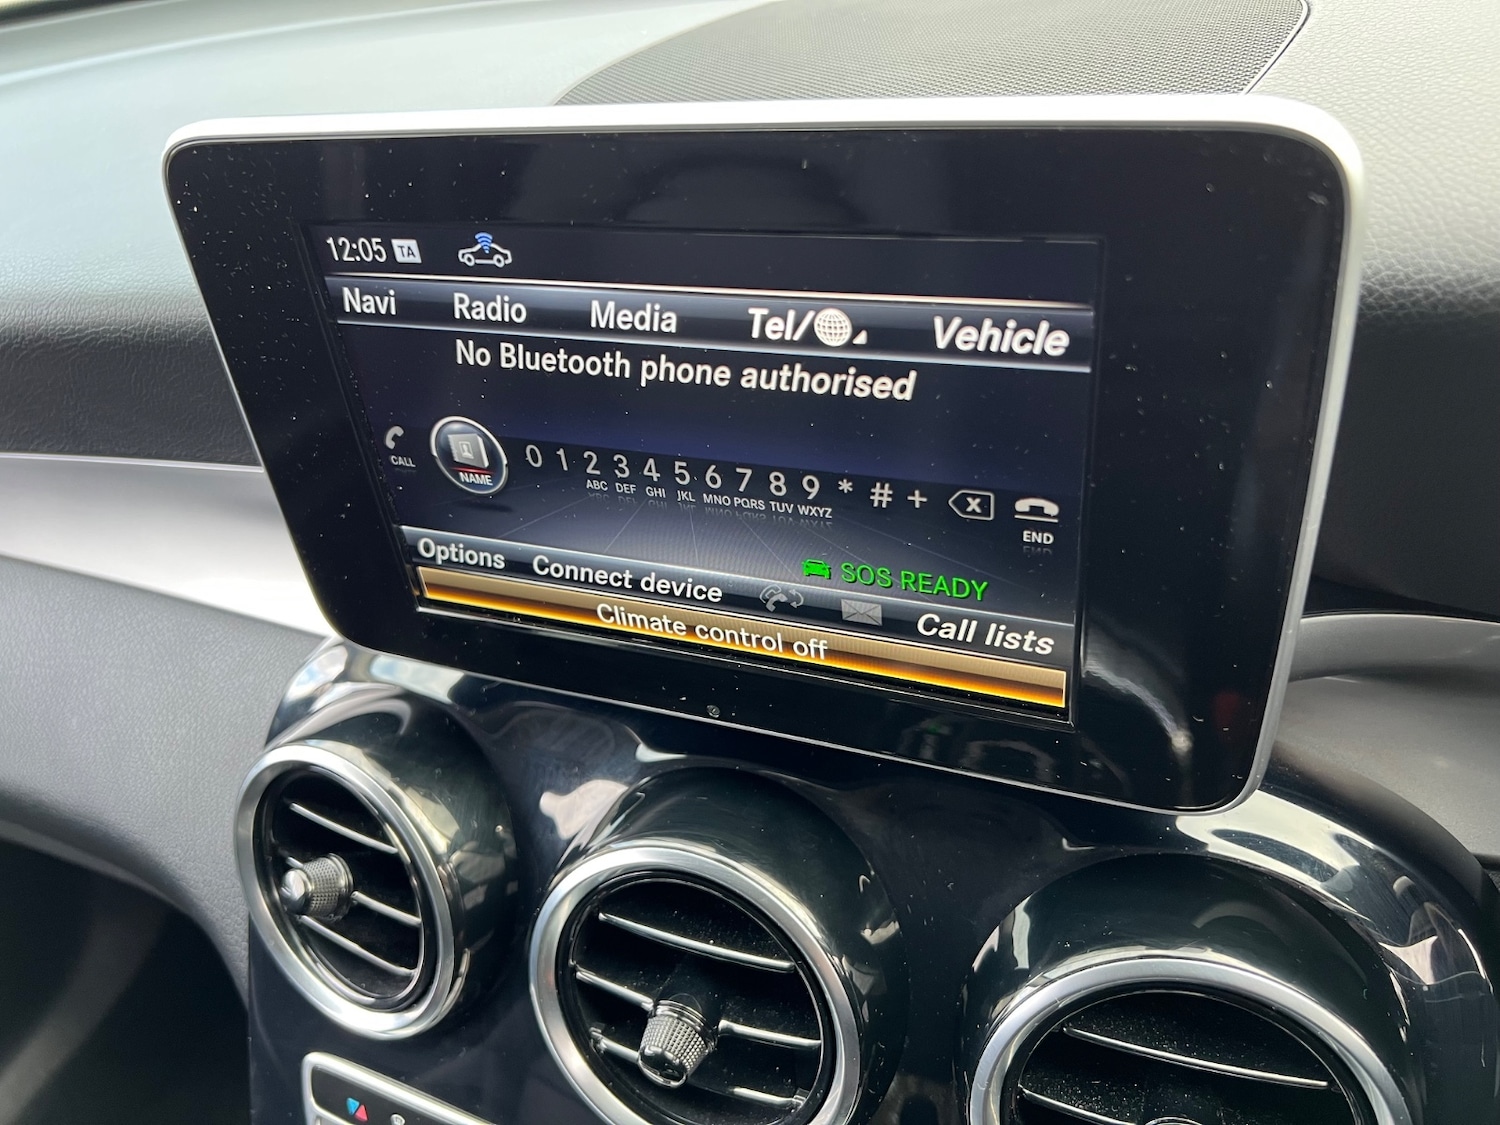 12:05 TA
Navi Radio Media Tel/ Vehicle
No Bluetooth phone authorised
CALL NAME 0 1 2 3 4 5 6 7 8 9 * # + X END
ABC DEF GHI JKL MNO PQRS TUV WXYZ
SOS READY
Options Connect device Call lists
Climate control off